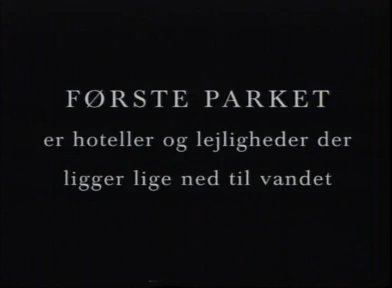 FØRSTE PARKET
er hoteller og lejligheder der
ligger lige ned til vandet